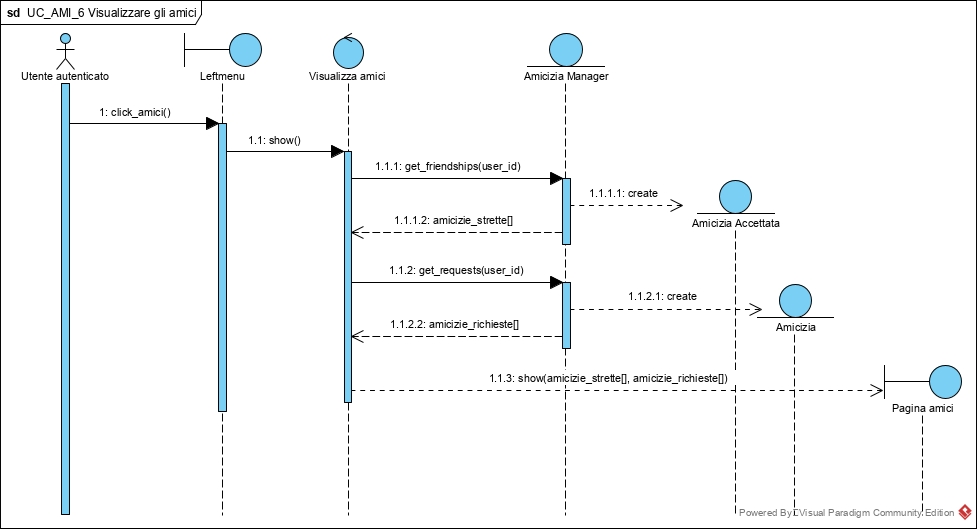 sd UC_AMI_6 Visualizzare gli amici
Utente autenticato
Leftmenu
Visualizza amici
Amicizia Manager
1: click_amici()
1.1: show()
1.1.1: get_friendships(user_id)
1.1.1.1: create
Amicizia Accettata
1.1.1.2: amicizie_strette[]
1.1.2: get_requests(user_id)
1.1.2.1: create
Amicizia
1.1.2.2: amicizie_richieste[]
1.1.3: show(amicizie_strette[], amicizie_richieste[])
Pagina amici
Powered By Visual Paradigm Community Edition